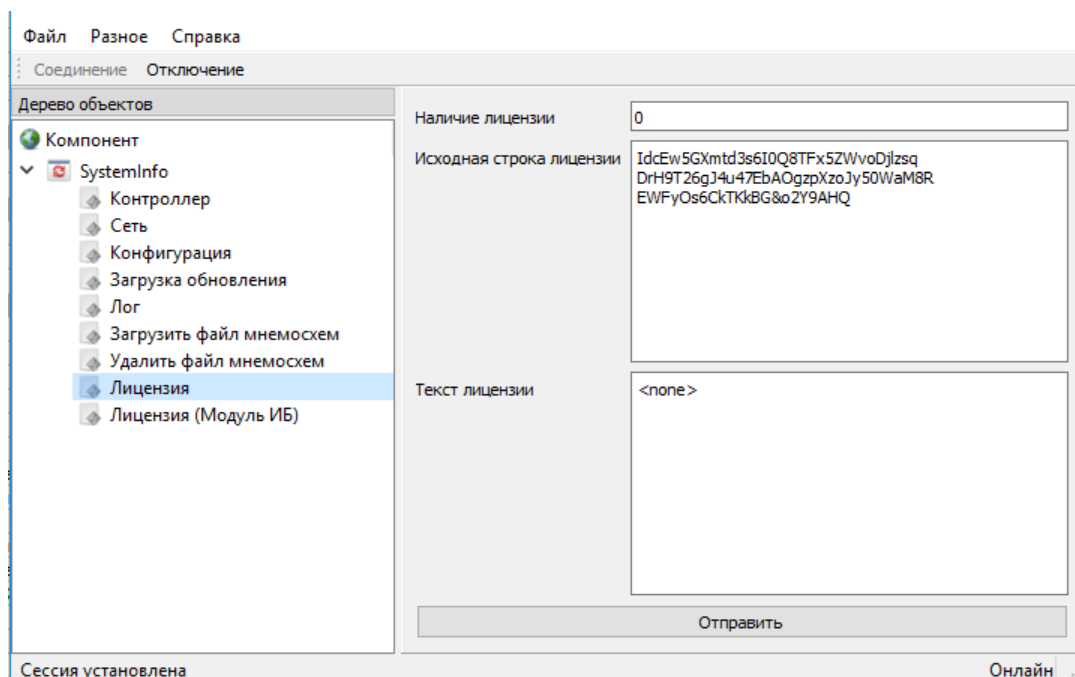 Файл Разное Справка
Соединение Отключение
Дерево объектов
Компонент
SystemInfo
Контроллер
Сеть
Конфигурация
Загрузка обновления
Лог
Загрузить файл мнемосхем
Удалить файл мнемосхем
Лицензия
Лицензия (Модуль ИБ)
Наличие лицензии 0
Исходная строка лицензии IdcEw5GXmtd3s6I0Q8TFx5ZWvoDjlzsq
DrH9T26gJ4u47EbAOgzpXzoJy50WaM8R
EWFyOs6CkTKkBG&o2Y9AHQ
Текст лицензии <none>
Отправить
Сессия установлена Онлайн